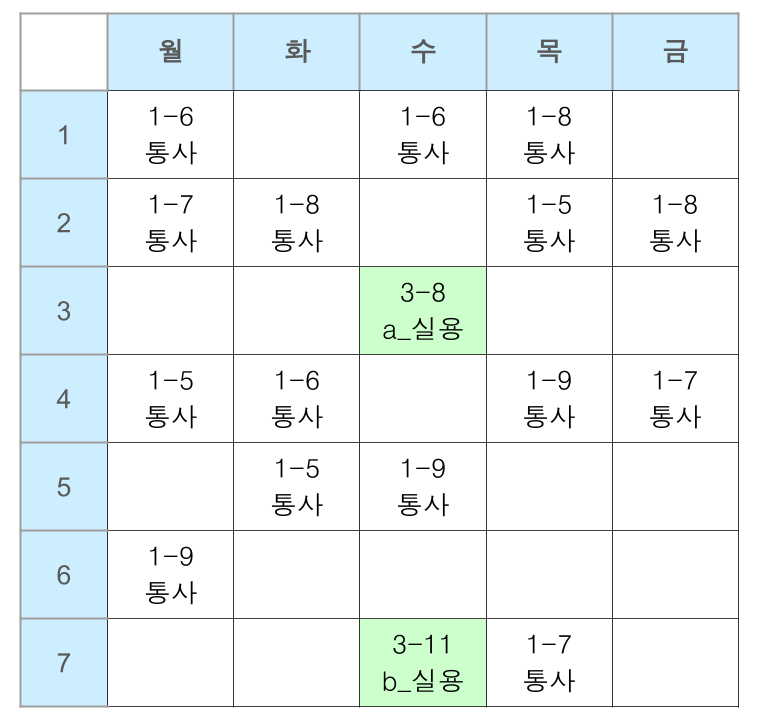 월 화 수 목 금
1
1-6 1-6 1-8
통사 통사 통사
2
1-7 1-8 1-5 1-8
통사 통사 통사 통사
3
3-8
a_실용
4
1-5 1-6 1-9 1-7
통사 통사 통사 통사
5
1-5 1-9
통사 통사
6
1-9
통사
7
3-11 1-7
b_실용 통사